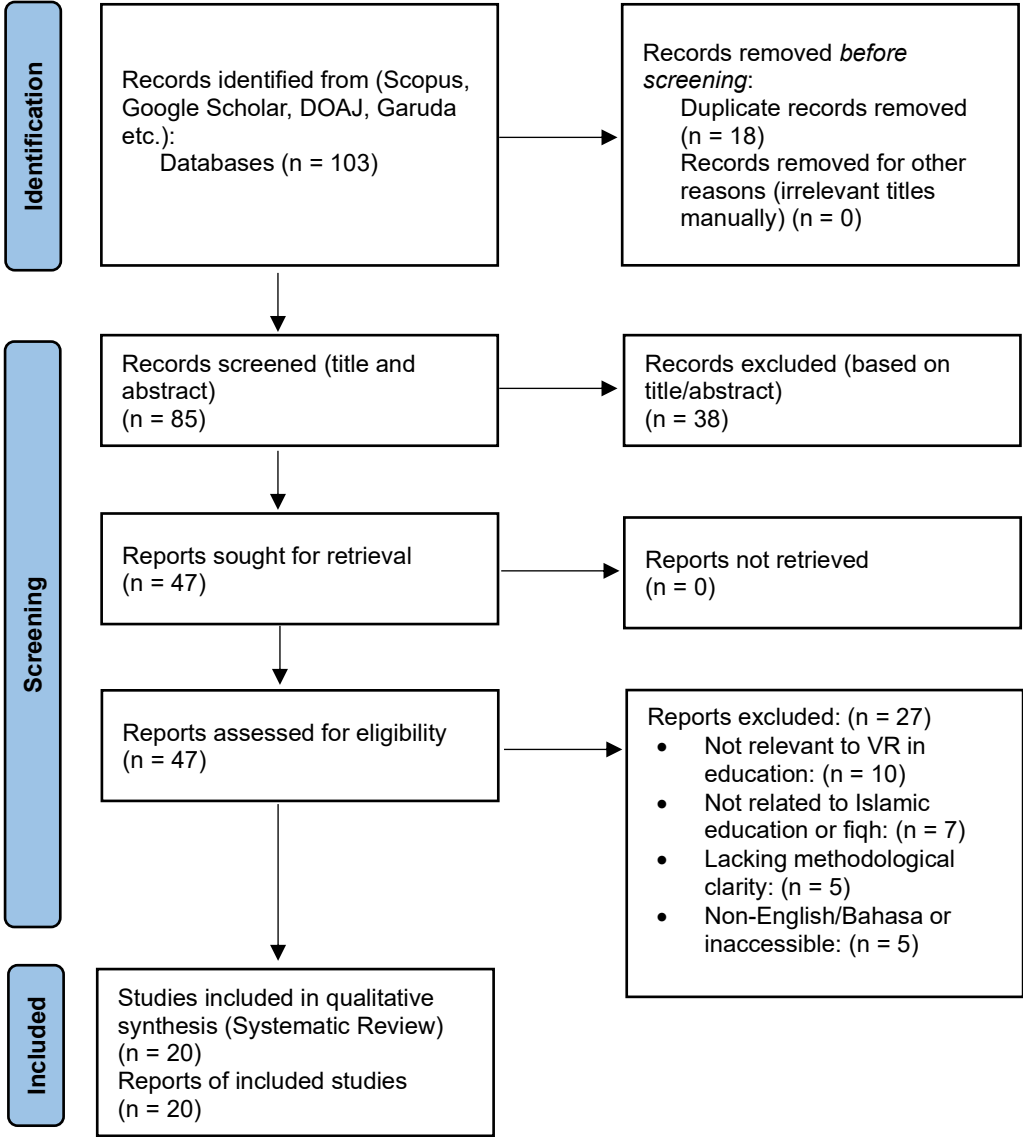 Identification
Records identified from (Scopus,
Google Scholar, DOAJ, Garuda
etc.):
Databases (n = 103)
Records removed before
screening:
Duplicate records removed
(n = 18)
Records removed for other
reasons (irrelevant titles
manually) (n = 0)
Screening
Records screened (title and
abstract)
(n = 85)
Records excluded (based on
title/abstract)
(n = 38)
Reports sought for retrieval
(n = 47)
Reports not retrieved
(n = 0)
Reports assessed for eligibility
(n = 47)
Reports excluded: (n = 27)
• Not relevant to VR in
education: (n = 10)
• Not related to Islamic
education or fiqh: (n = 7)
• Lacking methodological
clarity: (n = 5)
• Non-English/Bahasa or
inaccessible: (n = 5)
Included
Studies included in qualitative
synthesis (Systematic Review)
(n = 20)
Reports of included studies
(n = 20)